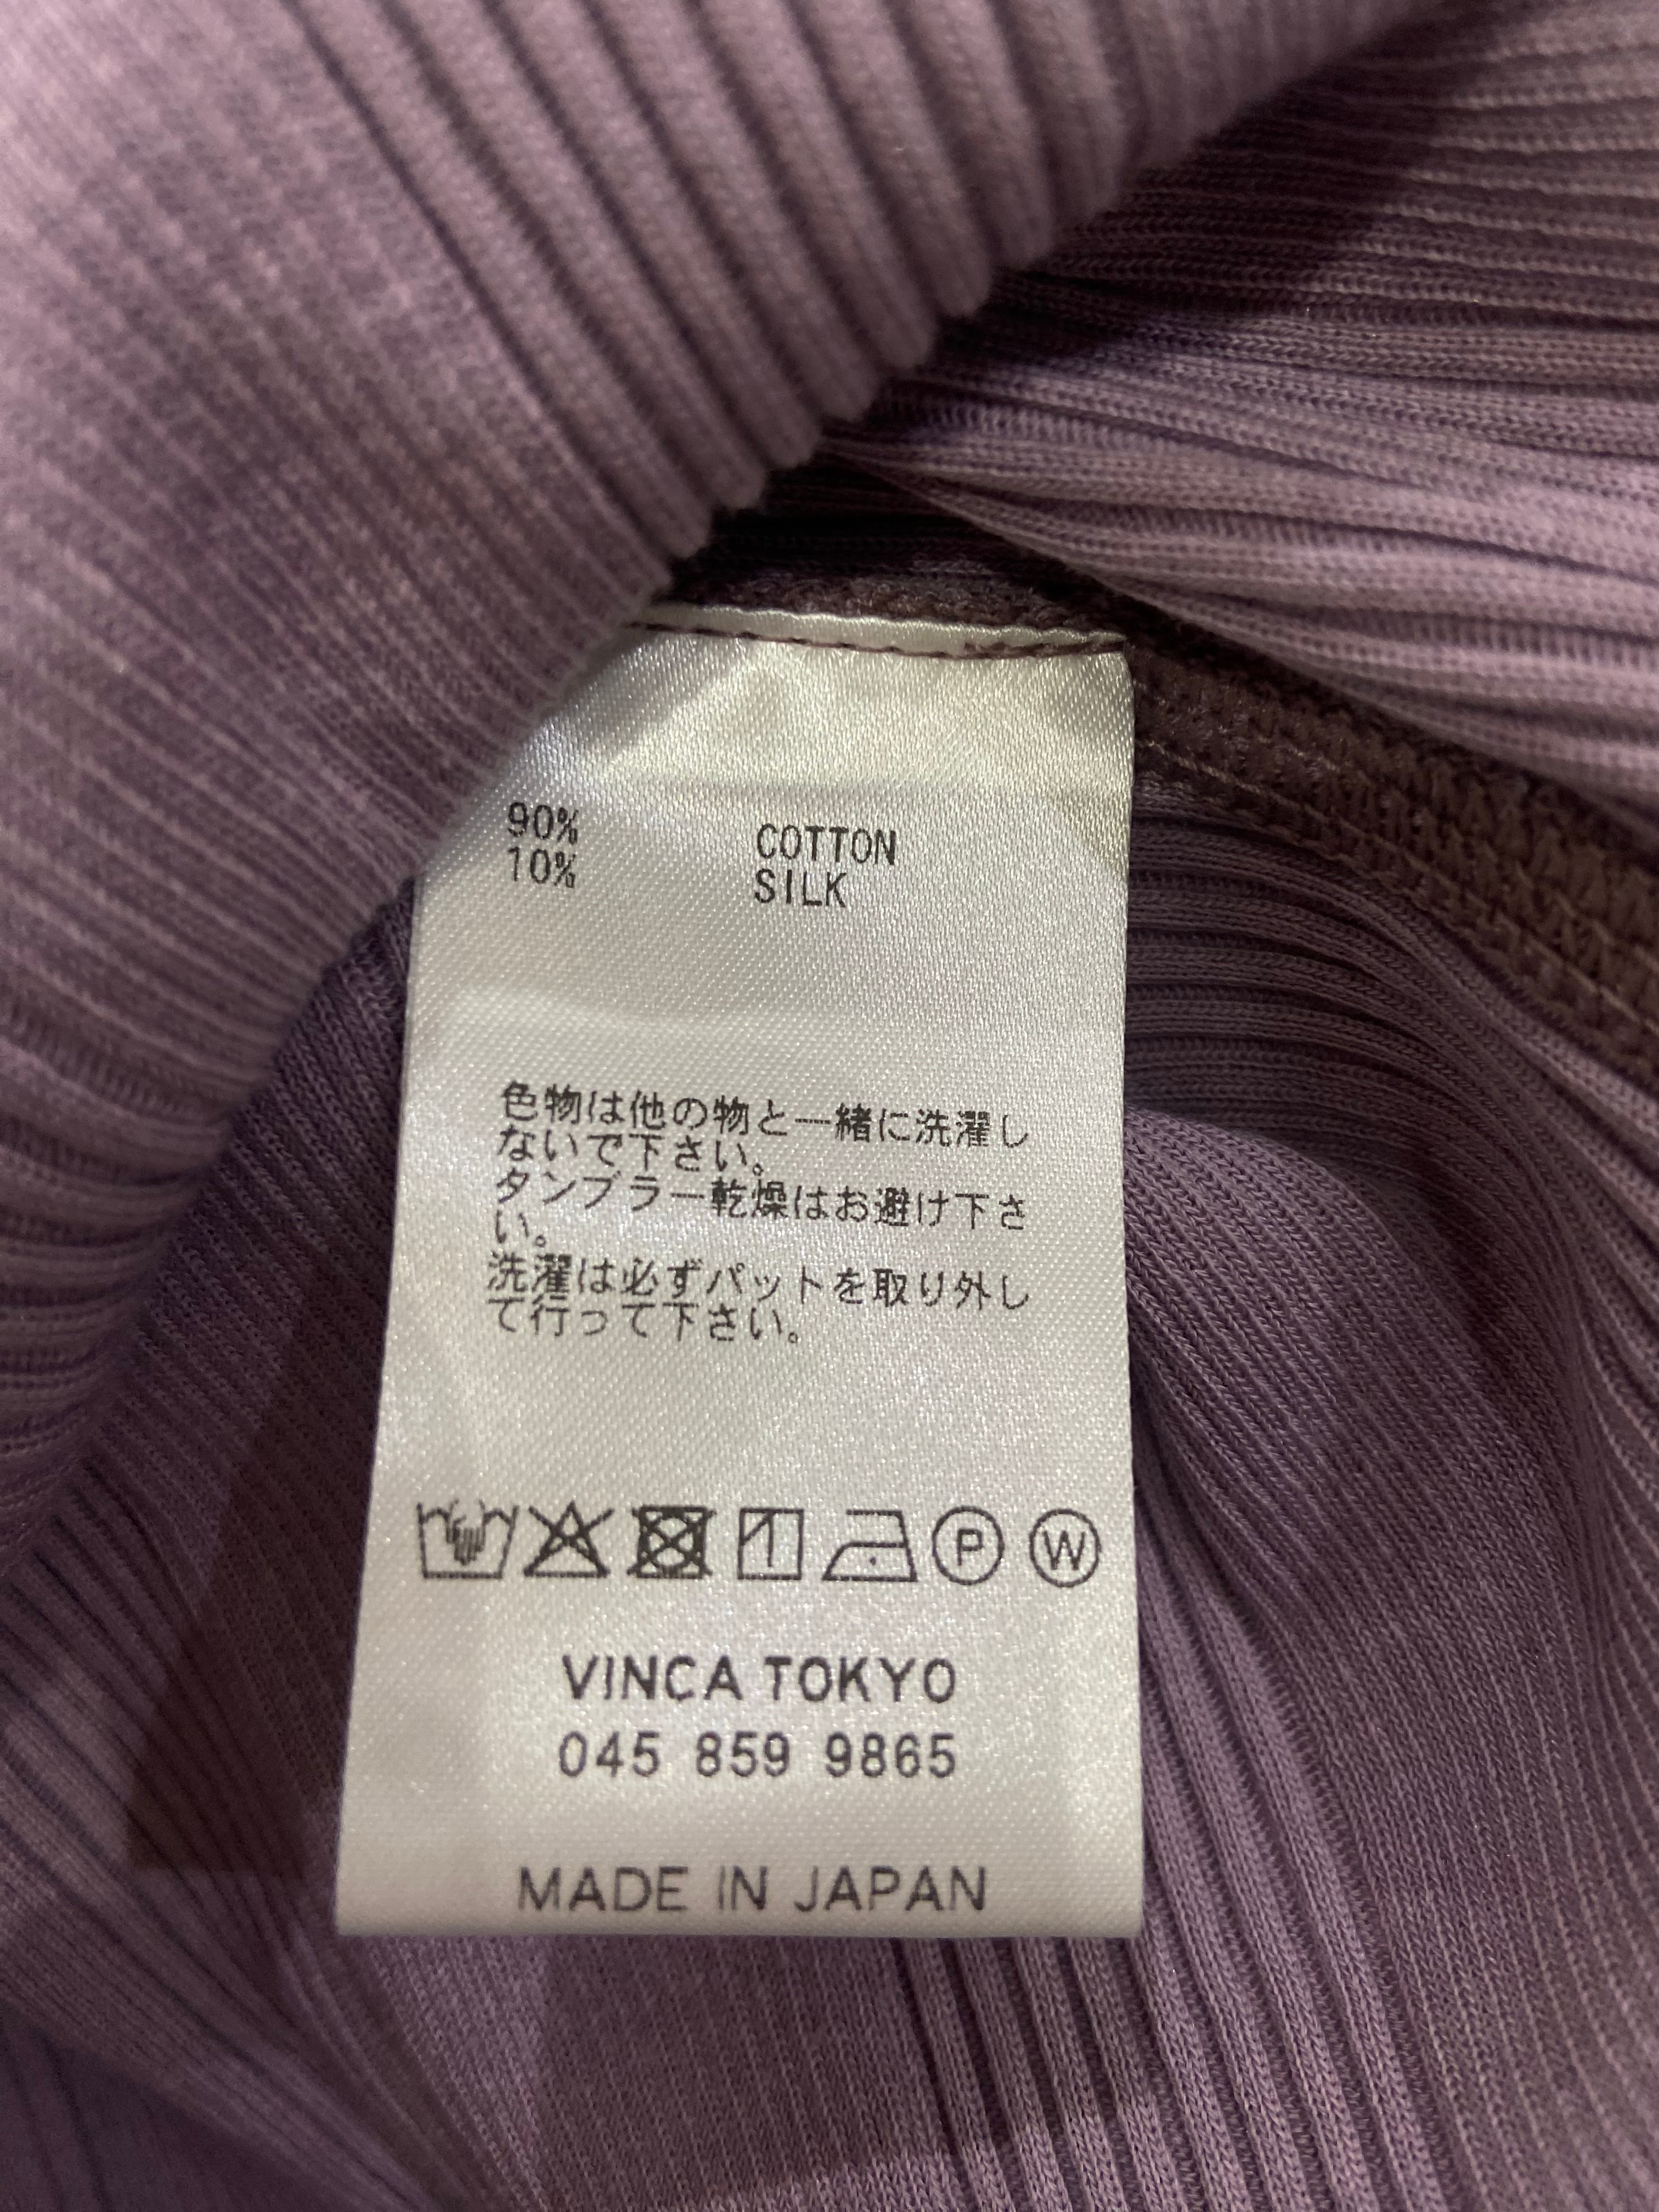 90% COTTON
10% SILK
色物は他の物と一緒に洗濯し
ないで下さい。
タンブラー乾燥はお避け下さ
い。
洗濯は必ずパットを取り外し
て行って下さい。
P W
VINCA TOKYO
045 859 9865
MADE IN JAPAN